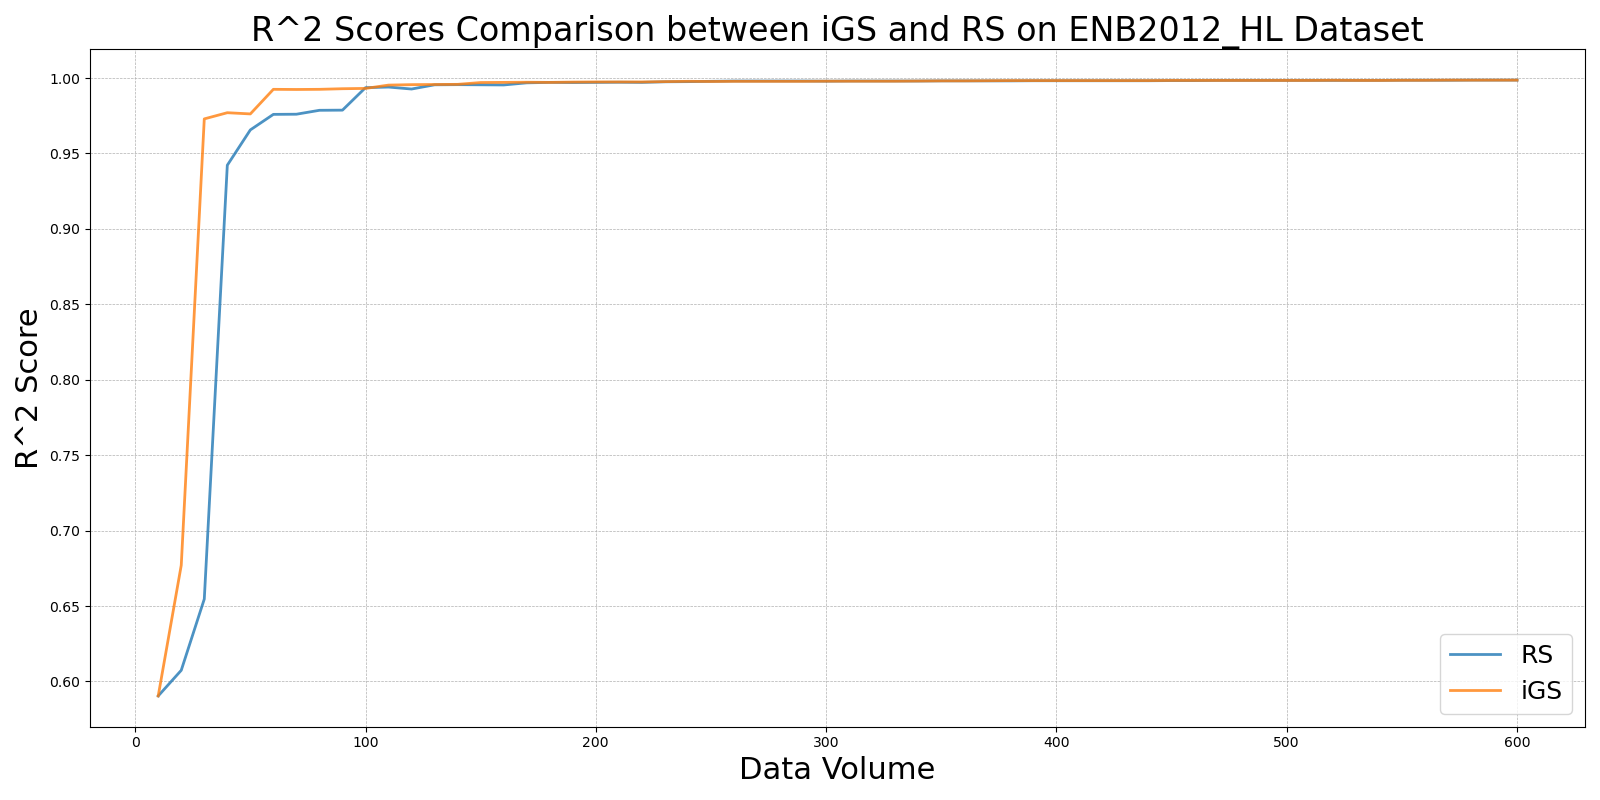 R^2 Scores Comparison between iGS and RS on ENB2012_HL Dataset
R^2 Score
1.00
0.95
0.90
0.85
0.80
0.75
0.70
0.65
0.60
RS
iGS
0 100 200 300 400 500 600
Data Volume